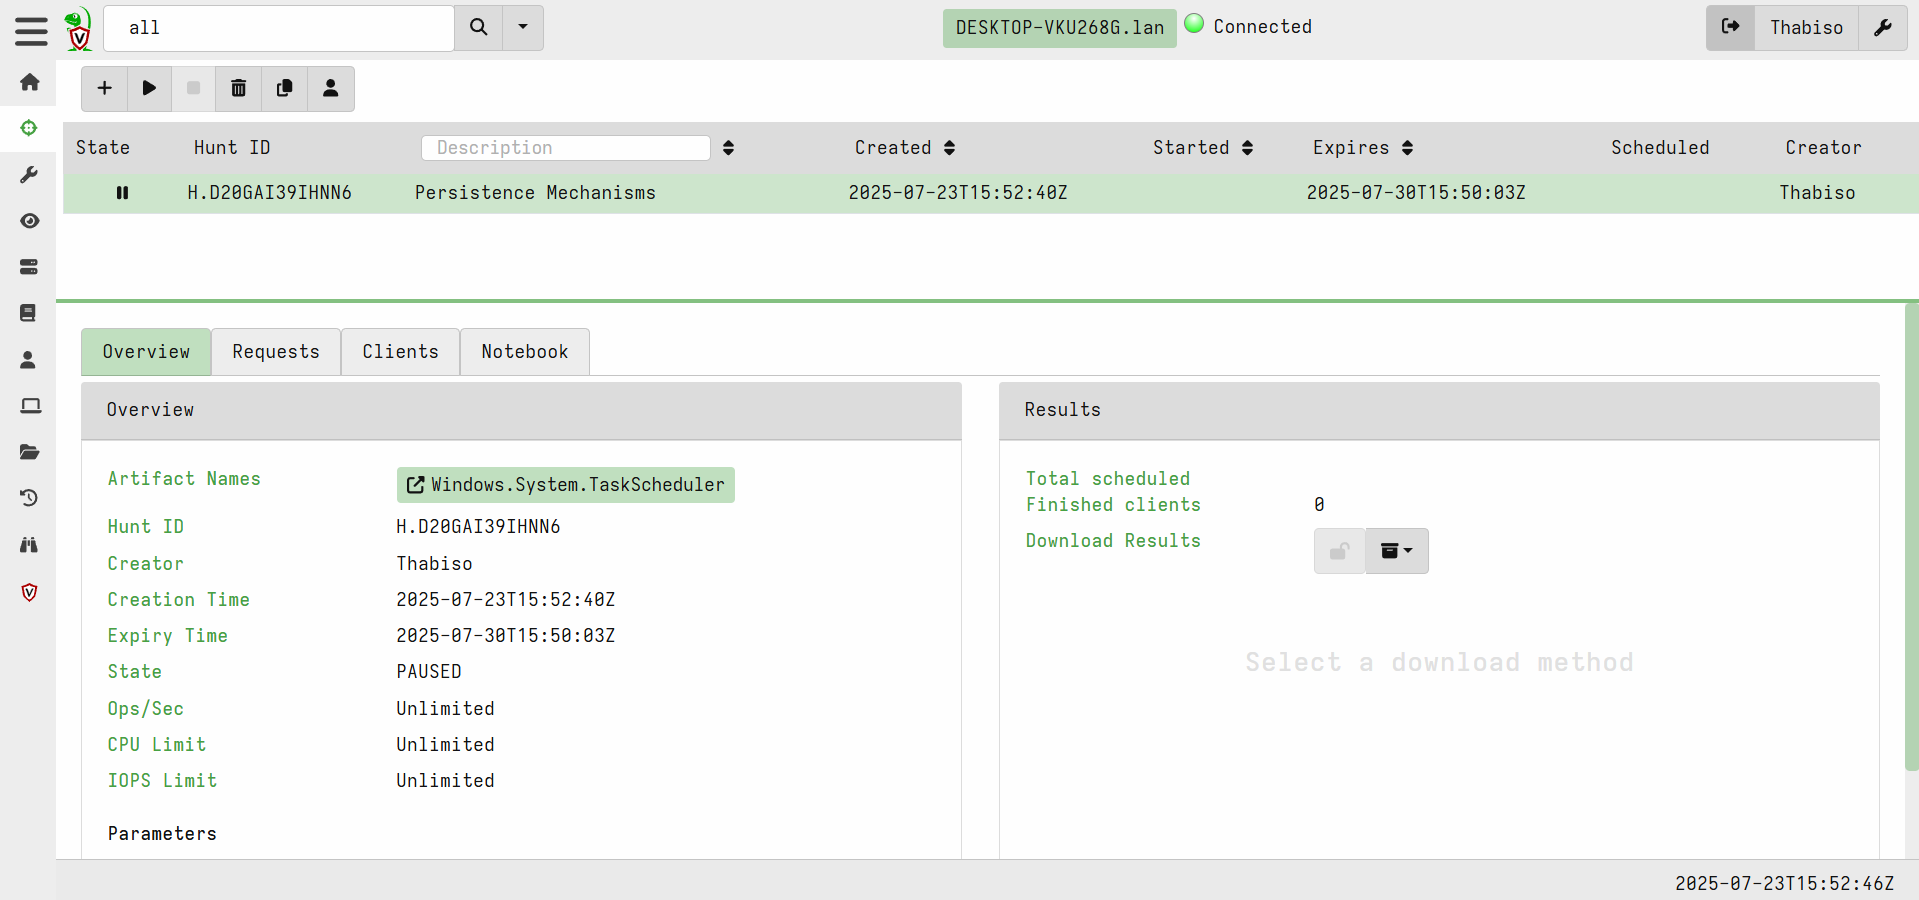 all
DESKTOP-VKU268G.lan Connected
Thabiso
State Hunt ID Description Created Started Expires Scheduled Creator
H.D20GAI39IHNN6 Persistence Mechanisms 2025-07-23T15:52:40Z 2025-07-30T15:50:03Z Thabiso
Overview Requests Clients Notebook
Overview
Artifact Names Windows.System.TaskScheduler
Hunt ID H.D20GAI39IHNN6
Creator Thabiso
Creation Time 2025-07-23T15:52:40Z
Expiry Time 2025-07-30T15:50:03Z
State PAUSED
Ops/Sec Unlimited
CPU Limit Unlimited
IOPS Limit Unlimited
Parameters
Results
Total scheduled
Finished clients 0
Download Results
Select a download method
2025-07-23T15:52:46Z